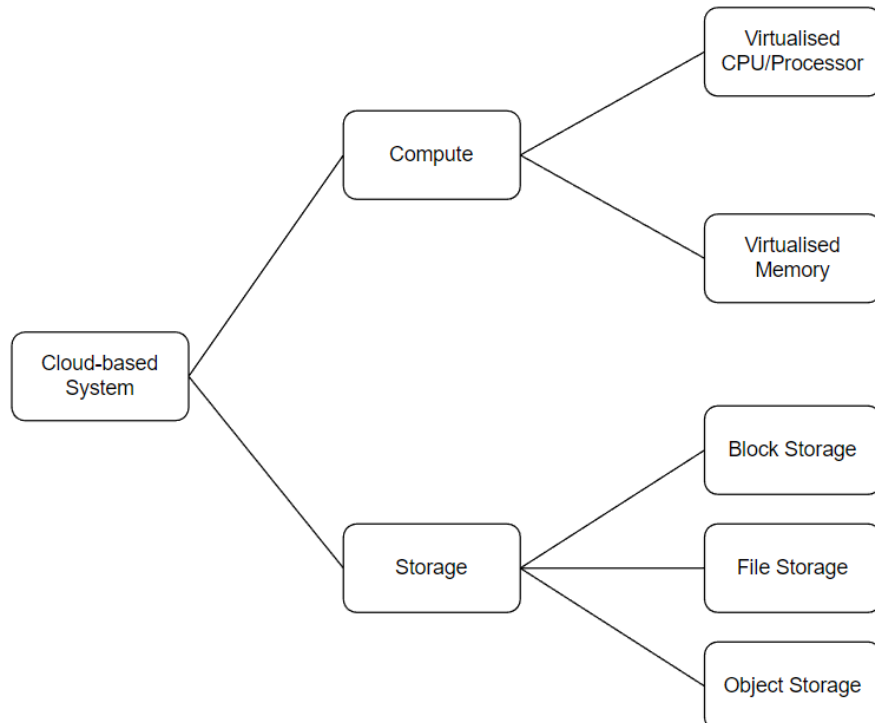 Virtualised
CPU/Processor
Compute
Virtualised
Memory
Cloud-based
System
Block Storage
Storage
File Storage
Object Storage